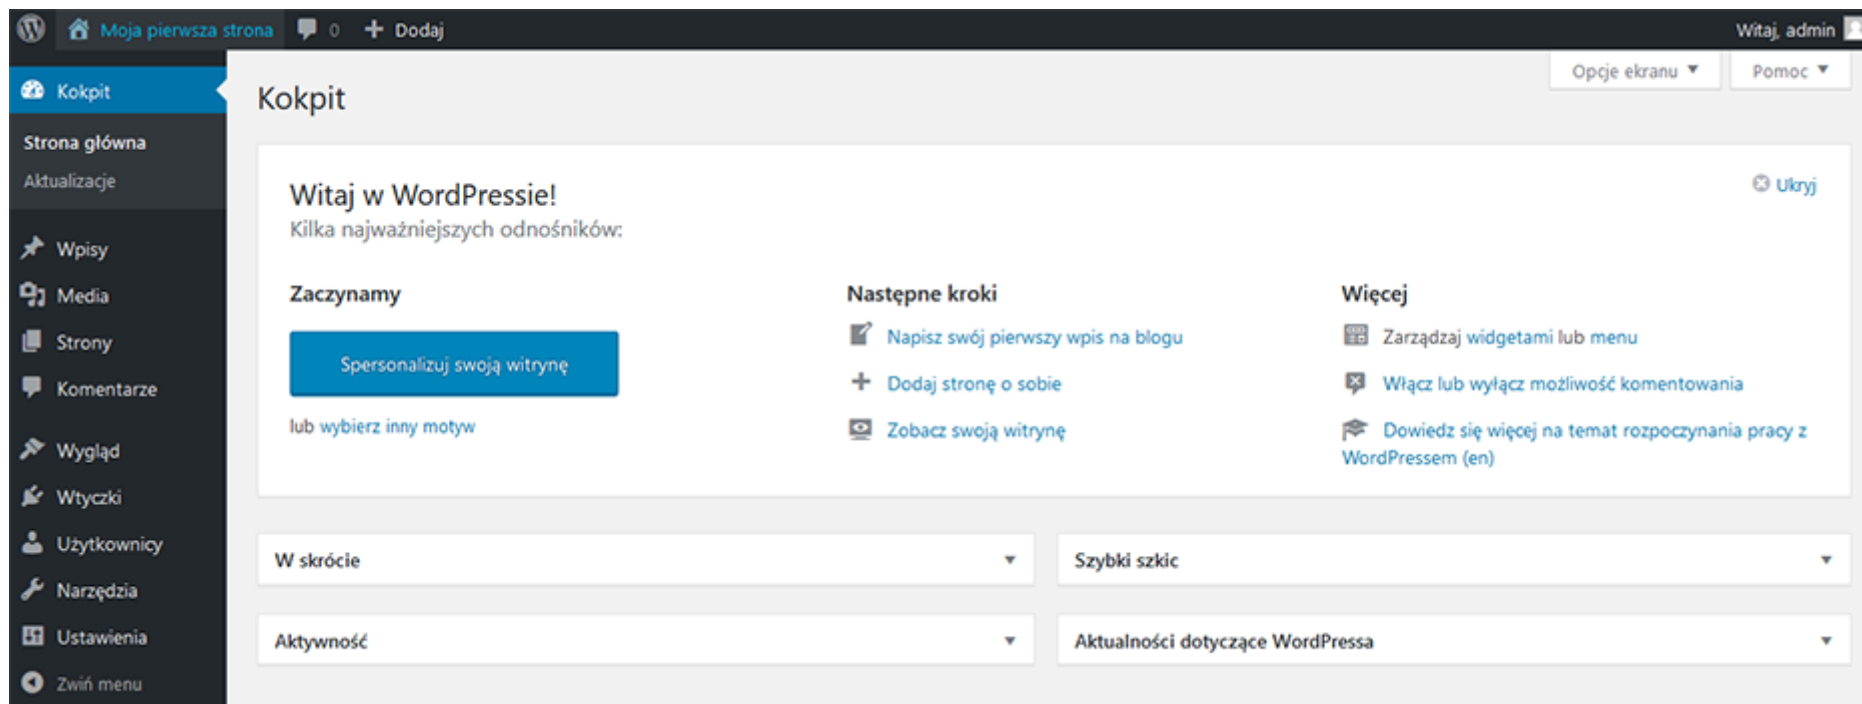 Moja pierwsza strona 0 Dodaj
Witaj, admin
Kokpit
Strona główna
Aktualizacje
Wpisy
Media
Strony
Komentarze
Wygląd
Wtyczki
Użytkownicy
Narzędzia
Ustawienia
Zwiń menu
Opcje ekranu
Pomoc
Kokpit
Witaj w WordPressie!
Ukryj
Kilka najważniejszych odnośników:
Zaczynamy
Spersonalizuj swoją witrynę
lub wybierz inny motyw
Następne kroki
Napisz swój pierwszy wpis na blogu
Dodaj stronę o sobie
Zobacz swoją witrynę
Więcej
Zarządzaj widgetami lub menu
Włącz lub wyłącz możliwość komentowania
Dowiedz się więcej na temat rozpoczynania pracy z
WordPressem (en)
W skrócie
Szybki szkic
Aktywność
Aktualności dotyczące WordPressa